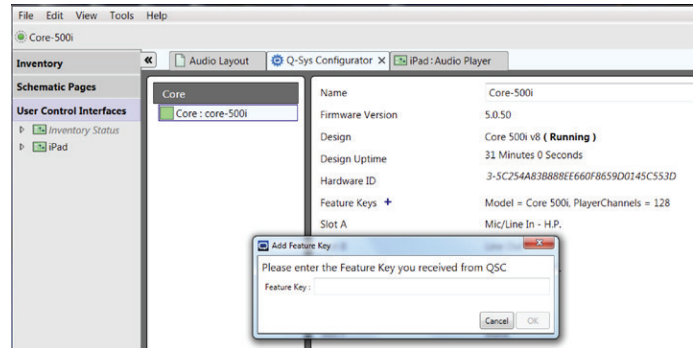 File Edit View Tools Help
Core-500i
Inventory
Schematic Pages
User Control Interfaces
Inventory Status
iPad
Audio Layout
Q-Sys Configurator
iPad : Audio Player
Core
Core : core-500i
Name Core-500i
Firmware Version 5.0.50
Design Core 500i v8 ( Running )
Design Uptime 31 Minutes 0 Seconds
Hardware ID 3-5C254A83B888EE660F8659D0145C553D
Feature Keys + Model = Core 500i, PlayerChannels = 128
Slot A Mic/Line In - H.P.
Add Feature Key
Please enter the Feature Key you received from QSC
Feature Key :
Cancel OK